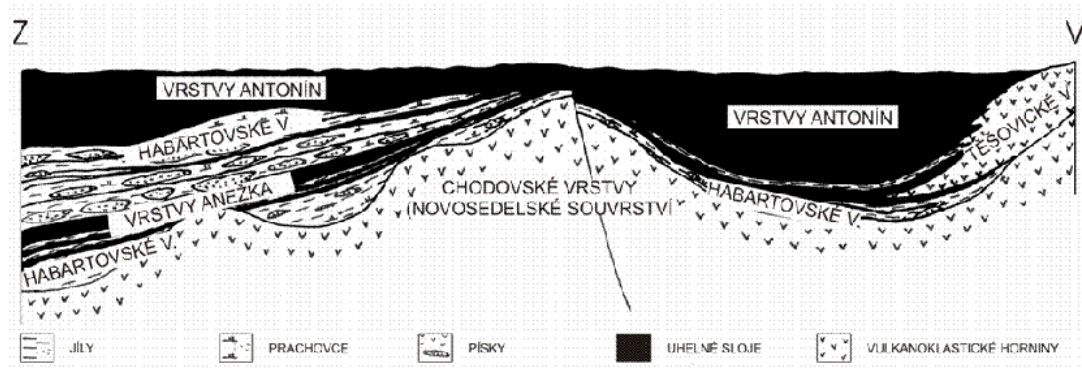 Z V
VRSTVY ANTONÍN
VRSTVY ANTONÍN
HABARTOVSKÉ V.
TĚŠOVICKÉ V.
VRSTVY ANEŽKA
CHODOVSKÉ VRSTVY
(NOVOSEDELSKÉ SOUVRSTVÍ
HABARTOVSKÉ V.
HABARTOVSKÉ V.
JÍLY PRACHOVCE PÍSKY UHELNÉ SLOJE VULKANOKLASTICKÉ HORNINY